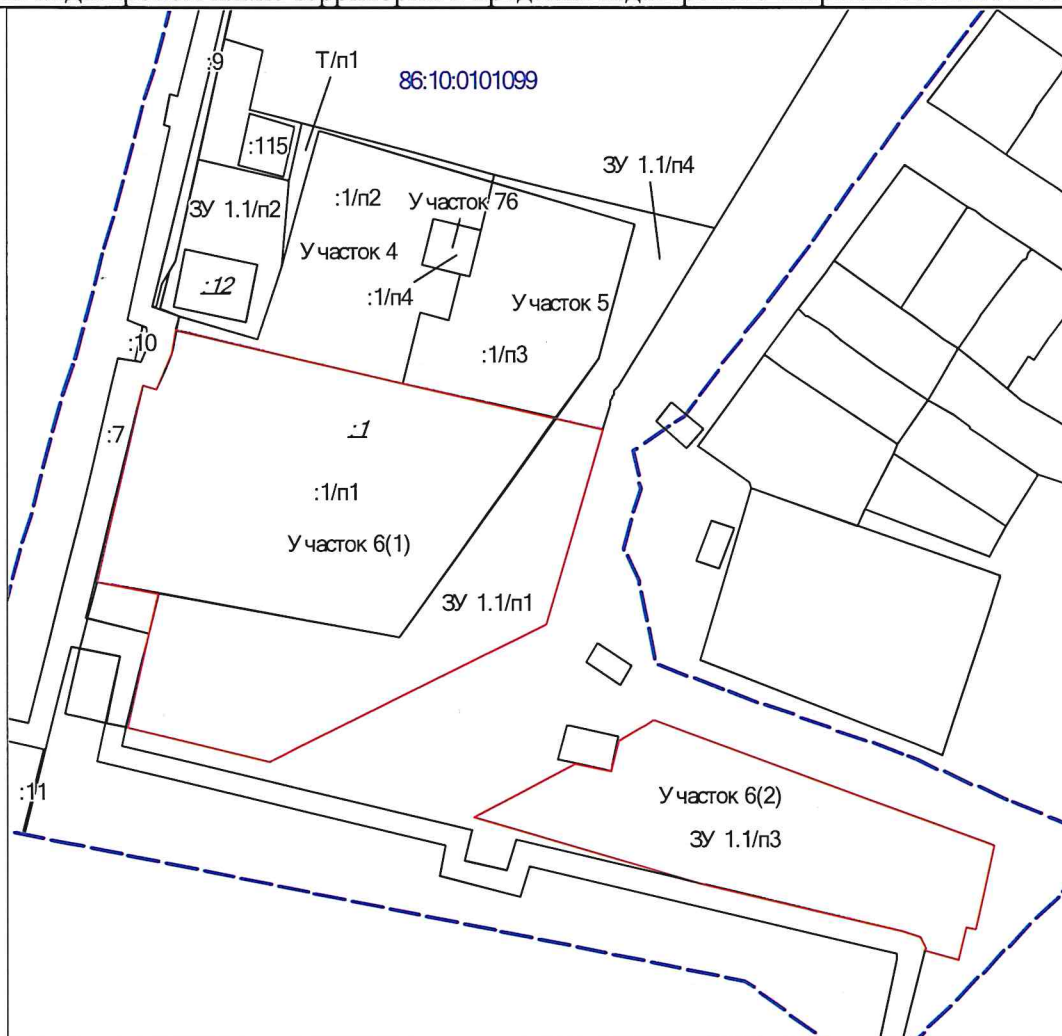 :9
Т/п1
86:10:0101099
:115
ЗУ 1.1/п4
:1/п2
Участок 76
ЗУ 1.1/п2
Участок 4
:12
:1/п4
Участок 5
:10
:1/п3
:7
:1
:1/п1
Участок 6(1)
ЗУ 1.1/п1
:11
Участок 6(2)
ЗУ 1.1/п3